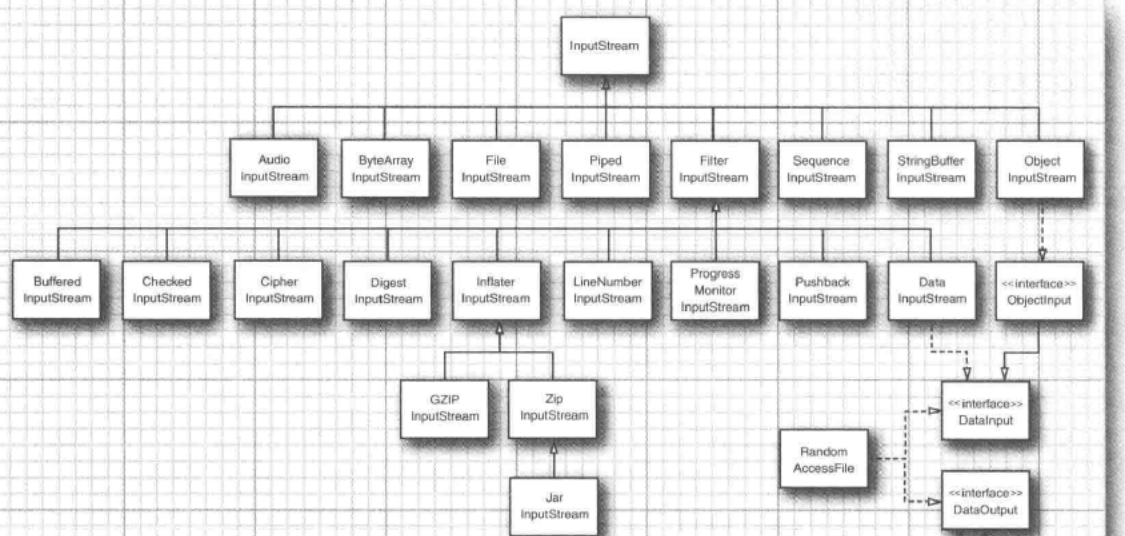 InputStream
Audio
InputStream
ByteArray
InputStream
File
InputStream
Piped
InputStream
Filter
InputStream
Sequence
InputStream
StringBuffer
InputStream
Object
InputStream
Buffered
InputStream
Checked
InputStream
Cipher
InputStream
Digest
InputStream
Inflater
InputStream
LineNumber
InputStream
Progress
Monitor
InputStream
Pushback
InputStream
Data
InputStream
<<interface>>
ObjectInput
GZIP
InputStream
Zip
InputStream
<<interface>>
DataInput
Random
AccessFile
Jar
InputStream
<<interface>>
DataOutput